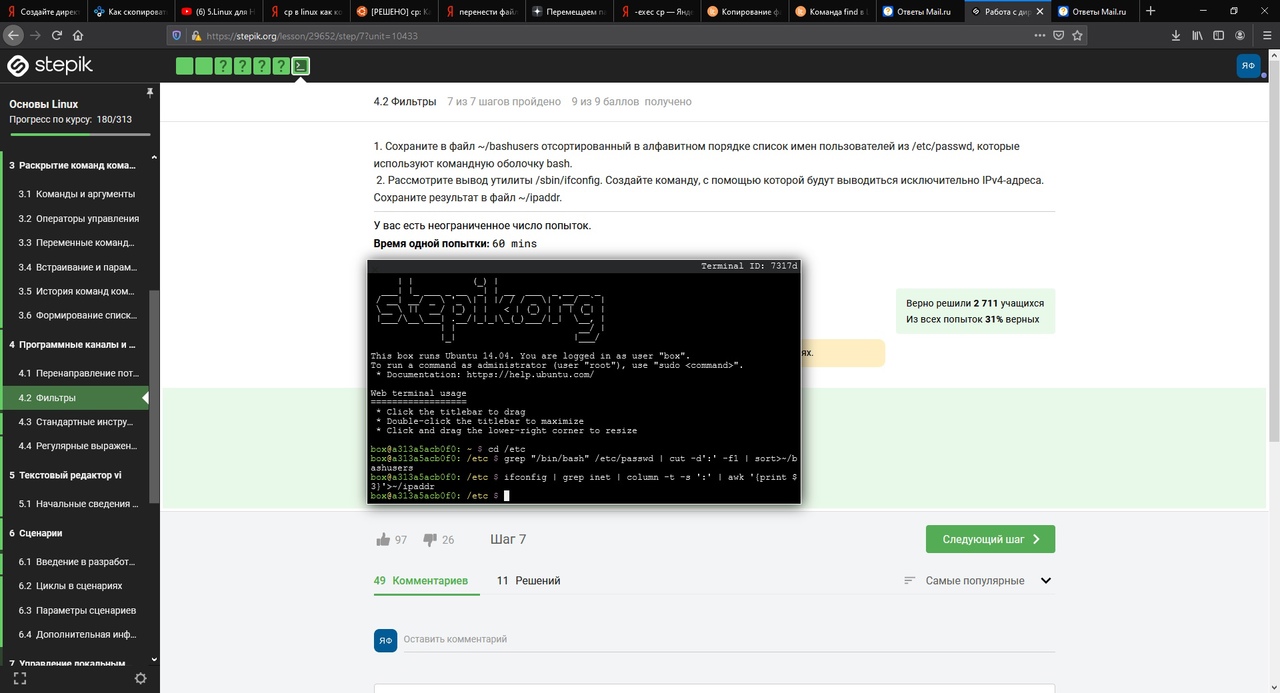 Я Создайте дирек
Как скопироват
(6) 5.Linux для Н
Я cp в linux как ко
[РЕШЕНО] cp: К
Я перенести файл
Перемещаем п
Я -exec cp — Янд
Копирование ф
Команда find в L
Ответы Mail.ru
Работа с дир
Ответы Mail.ru
https://stepik.org/lesson/29652/step/7?unit=10433
stepik
? ? ? ?
ЯФ
Основы Linux
Прогресс по курсу: 180/313
3 Раскрытие команд кома...
3.1 Команды и аргументы
3.2 Операторы управления
3.3 Переменные команд...
3.4 Встраивание и парам...
3.5 История команд ком...
3.6 Формирование списк...
4 Программные каналы и ...
4.1 Перенаправление пот...
4.2 Фильтры
4.3 Стандартные инстру...
4.4 Регулярные выражен...
5 Текстовый редактор vi
5.1 Начальные сведения ...
6 Сценарии
6.1 Введение в разработ...
6.2 Циклы в сценариях
6.3 Параметры сценариев
6.4 Дополнительная инф...
7 Управление локальным
4.2 Фильтры 7 из 7 шагов пройдено 9 из 9 баллов получено
1. Сохраните в файл ~/bashusers отсортированный в алфавитном порядке список имен пользователей из /etc/passwd, которые
используют командную оболочку bash.
2. Рассмотрите вывод утилиты /sbin/ifconfig. Создайте команду, с помощью которой будут выводиться исключительно IPv4-адреса.
Сохраните результат в файл ~/ipaddr.
У вас есть неограниченное число попыток.
Время одной попытки: 60 mins
Terminal ID: 7317d
This box runs Ubuntu 14.04. You are logged in as user "box".
To run a command as administrator (user "root"), use "sudo <command>".
* Documentation: https://help.ubuntu.com/
Web terminal usage
==================
* Click the titlebar to drag
* Double-click the titlebar to maximize
* Click and drag the lower-right corner to resize
box@a313a5acb0f0: ~ $ cd /etc
box@a313a5acb0f0: /etc $ grep "/bin/bash" /etc/passwd | cut -d':' -f1 | sort>~/b
ashusers
box@a313a5acb0f0: /etc $ ifconfig | grep inet | column -t -s ':' | awk '{print $
3}'>~/ipaddr
box@a313a5acb0f0: /etc $
Верно решили 2 711 учащихся
Из всех попыток 31% верных
ях.
97 26 Шаг 7
Следующий шаг
49 Комментариев 11 Решений
Самые популярные
ЯФ Оставить комментарий